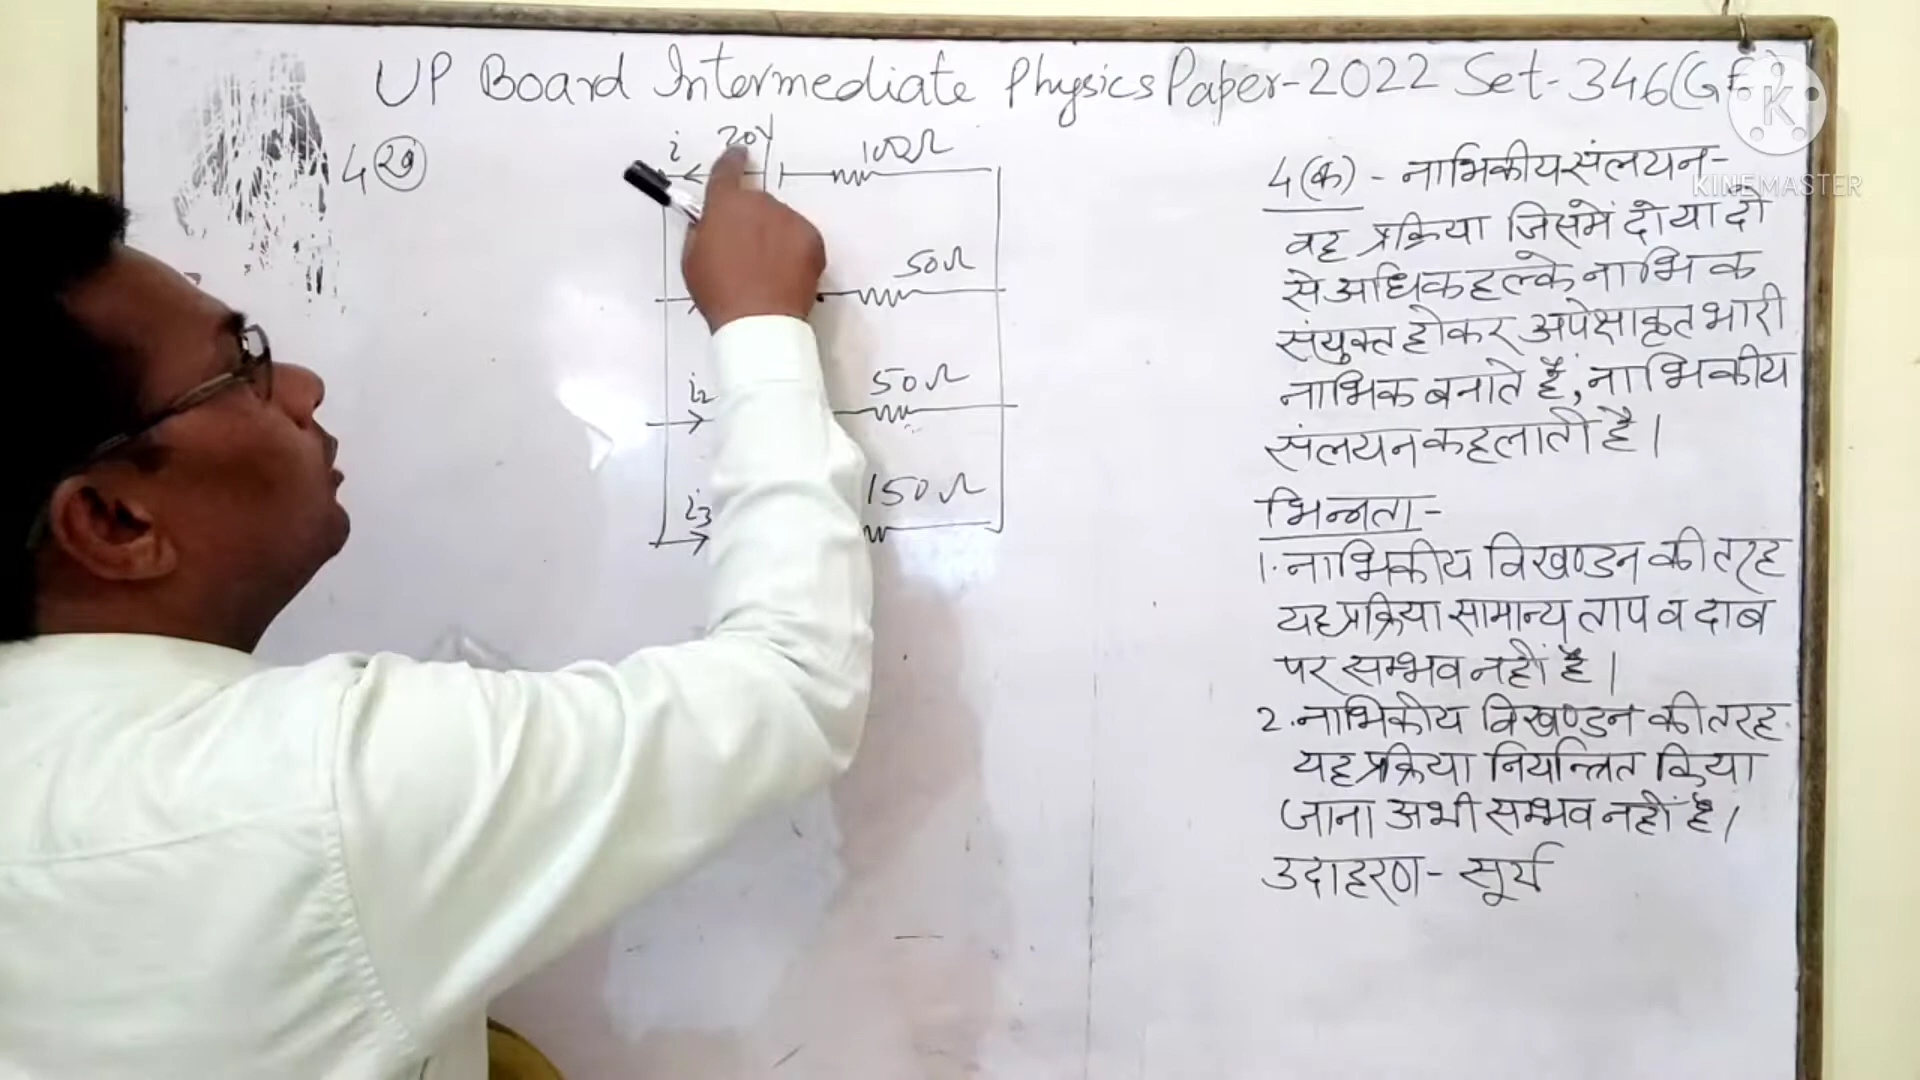 UP Board Intermediate Physics Paper-2022 Set-346(GE)
K
KINEMASTER
4 (ख)
i 20V 100Ω
50Ω
i2 50Ω
i3 150Ω
4(क) - नाभिकीय संलयन-
वह प्रक्रिया जिसमें दो या दो
से अधिक हल्के नाभिक
संयुक्त होकर अपेक्षाकृत भारी
नाभिक बनाते हैं, नाभिकीय
संलयन कहलाती है।
भिन्नता-
1. नाभिकीय विखण्डन की तरह
यह प्रक्रिया सामान्य ताप व दाब
पर सम्भव नहीं है।
2. नाभिकीय विखण्डन की तरह
यह प्रक्रिया नियन्त्रित किया
जाना अभी सम्भव नहीं है।
उदाहरण- सूर्य